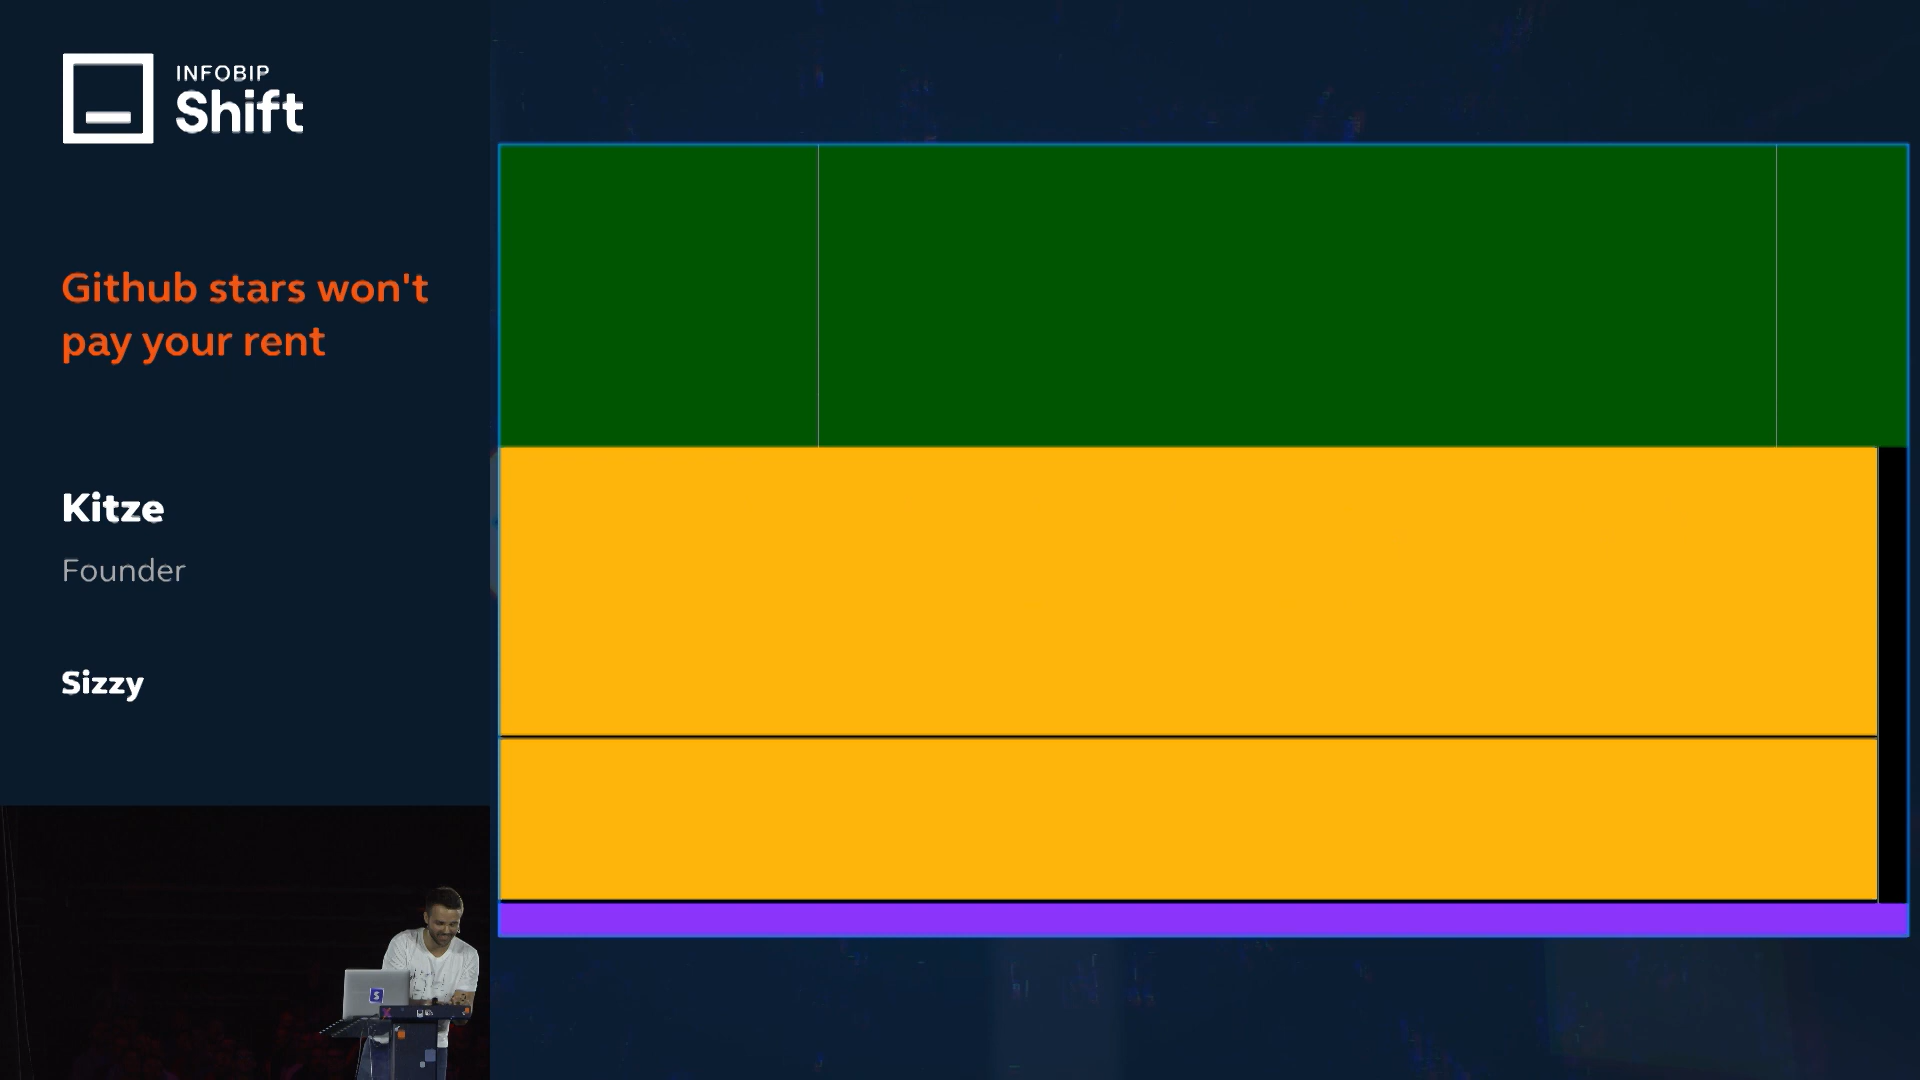 INFOBIP
Shift
Github stars won't
pay your rent
Kitze
Founder
Sizzy
S